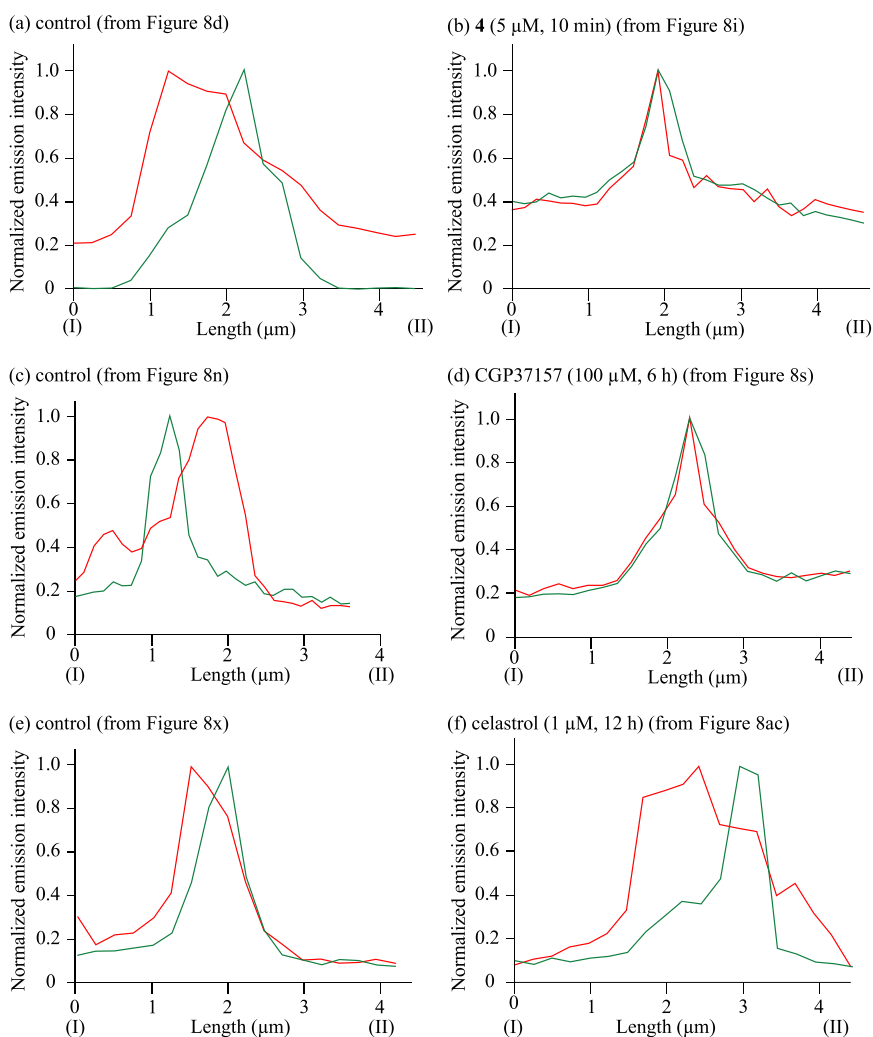 (a) control (from Figure 8d)
Normalized emission intensity
1.0
0.8
0.6
0.4
0.2
0
0 1 2 3 4
(I) Length (μm) (II)
(b) 4 (5 μM, 10 min) (from Figure 8i)
Normalized emission intensity
1.0
0.8
0.6
0.4
0.2
0
0 1 2 3 4
(I) Length (μm) (II)
(c) control (from Figure 8n)
Normalized emission intensity
1.0
0.8
0.6
0.4
0.2
0
0 1 2 3 4
(I) Length (μm) (II)
(d) CGP37157 (100 μM, 6 h) (from Figure 8s)
Normalized emission intensity
1.0
0.8
0.6
0.4
0.2
0
0 1 2 3 4
(I) Length (μm) (II)
(e) control (from Figure 8x)
Normalized emission intensity
1.0
0.8
0.6
0.4
0.2
0
0 1 2 3 4
(I) Length (μm) (II)
(f) celastrol (1 μM, 12 h) (from Figure 8ac)
Normalized emission intensity
1.0
0.8
0.6
0.4
0.2
0
0 1 2 3 4
(I) Length (μm) (II)